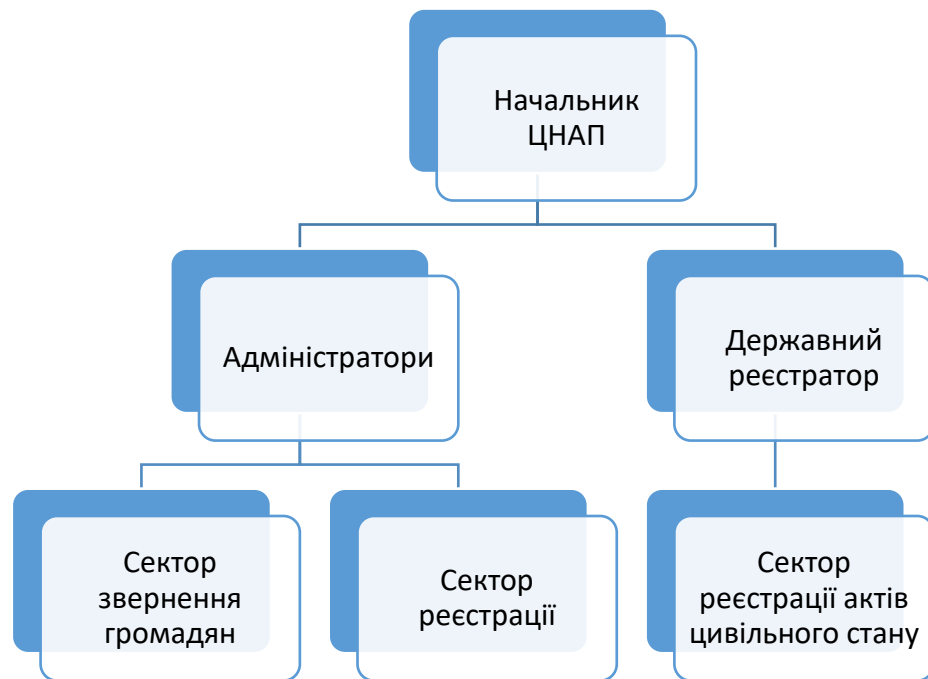 Начальник
ЦНАП
Адміністратори
Державний
реєстратор
Сектор
звернення
громадян
Сектор
реєстрації
Сектор
реєстрації актів
цивільного стану